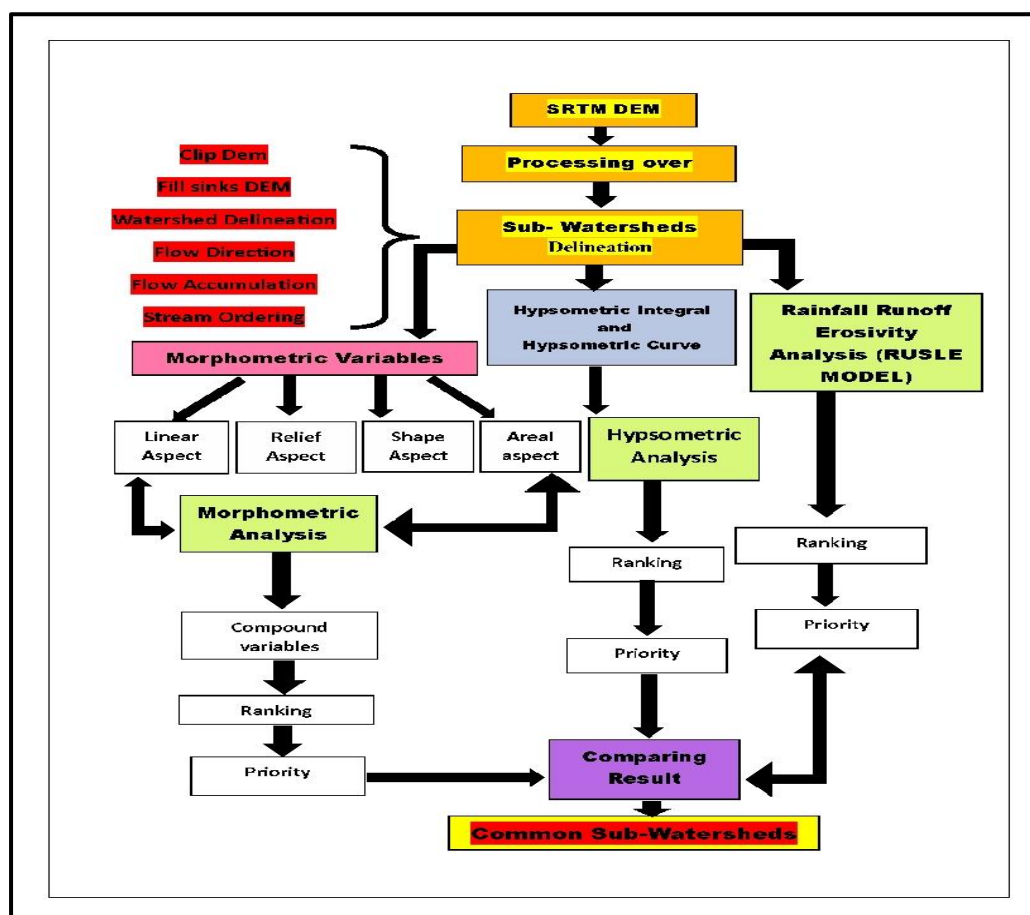 SRTM DEM
Processing over
Sub- Watersheds
Delineation
Clip Dem
Fill sinks DEM
Watershed Delineation
Flow Direction
Flow Accumulation
Stream Ordering
Morphometric Variables
Hypsometric Integral
and
Hypsometric Curve
Rainfall Runoff
Erosivity
Analysis (RUSLE
MODEL)
Linear
Aspect
Relief
Aspect
Shape
Aspect
Areal
aspect
Hypsometric
Analysis
Morphometric
Analysis
Ranking
Ranking
Compound
variables
Priority
Priority
Ranking
Priority
Comparing
Result
Common Sub-Watersheds